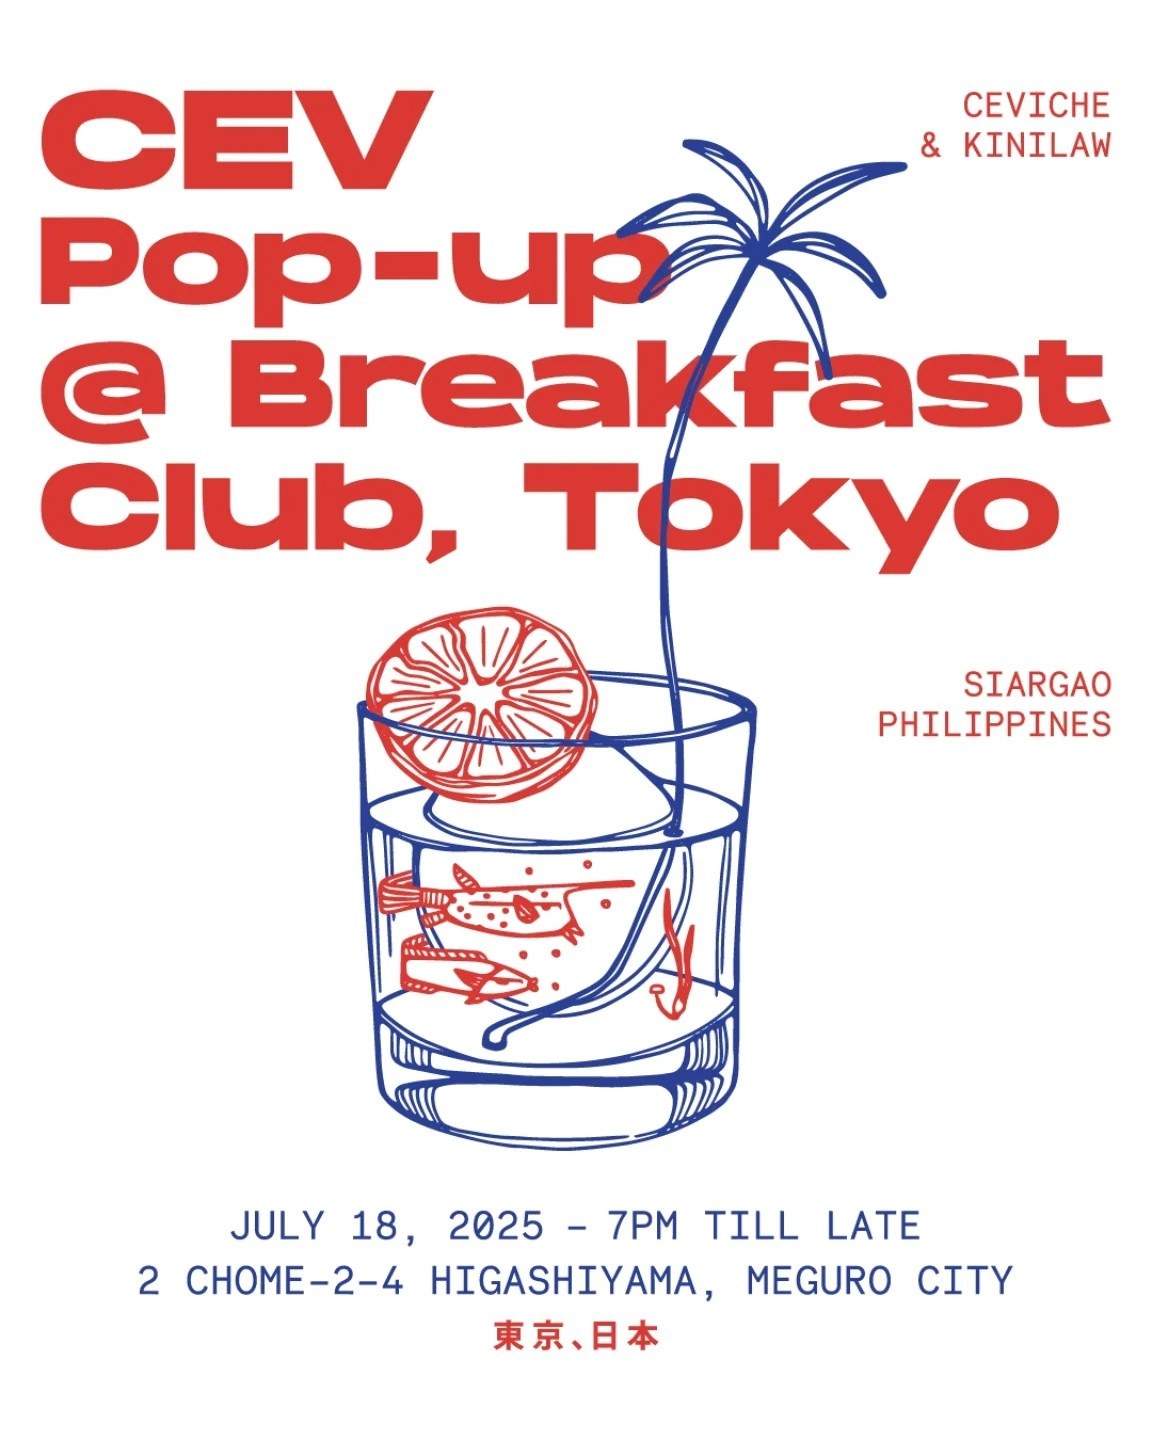 CEV
Pop-up
@ Breakfast
Club, Tokyo
CEVICHE
& KINILAW
SIARGAO
PHILIPPINES
JULY 18, 2025 – 7PM TILL LATE
2 CHOME–2–4 HIGASHIYAMA, MEGURO CITY
東京、日本